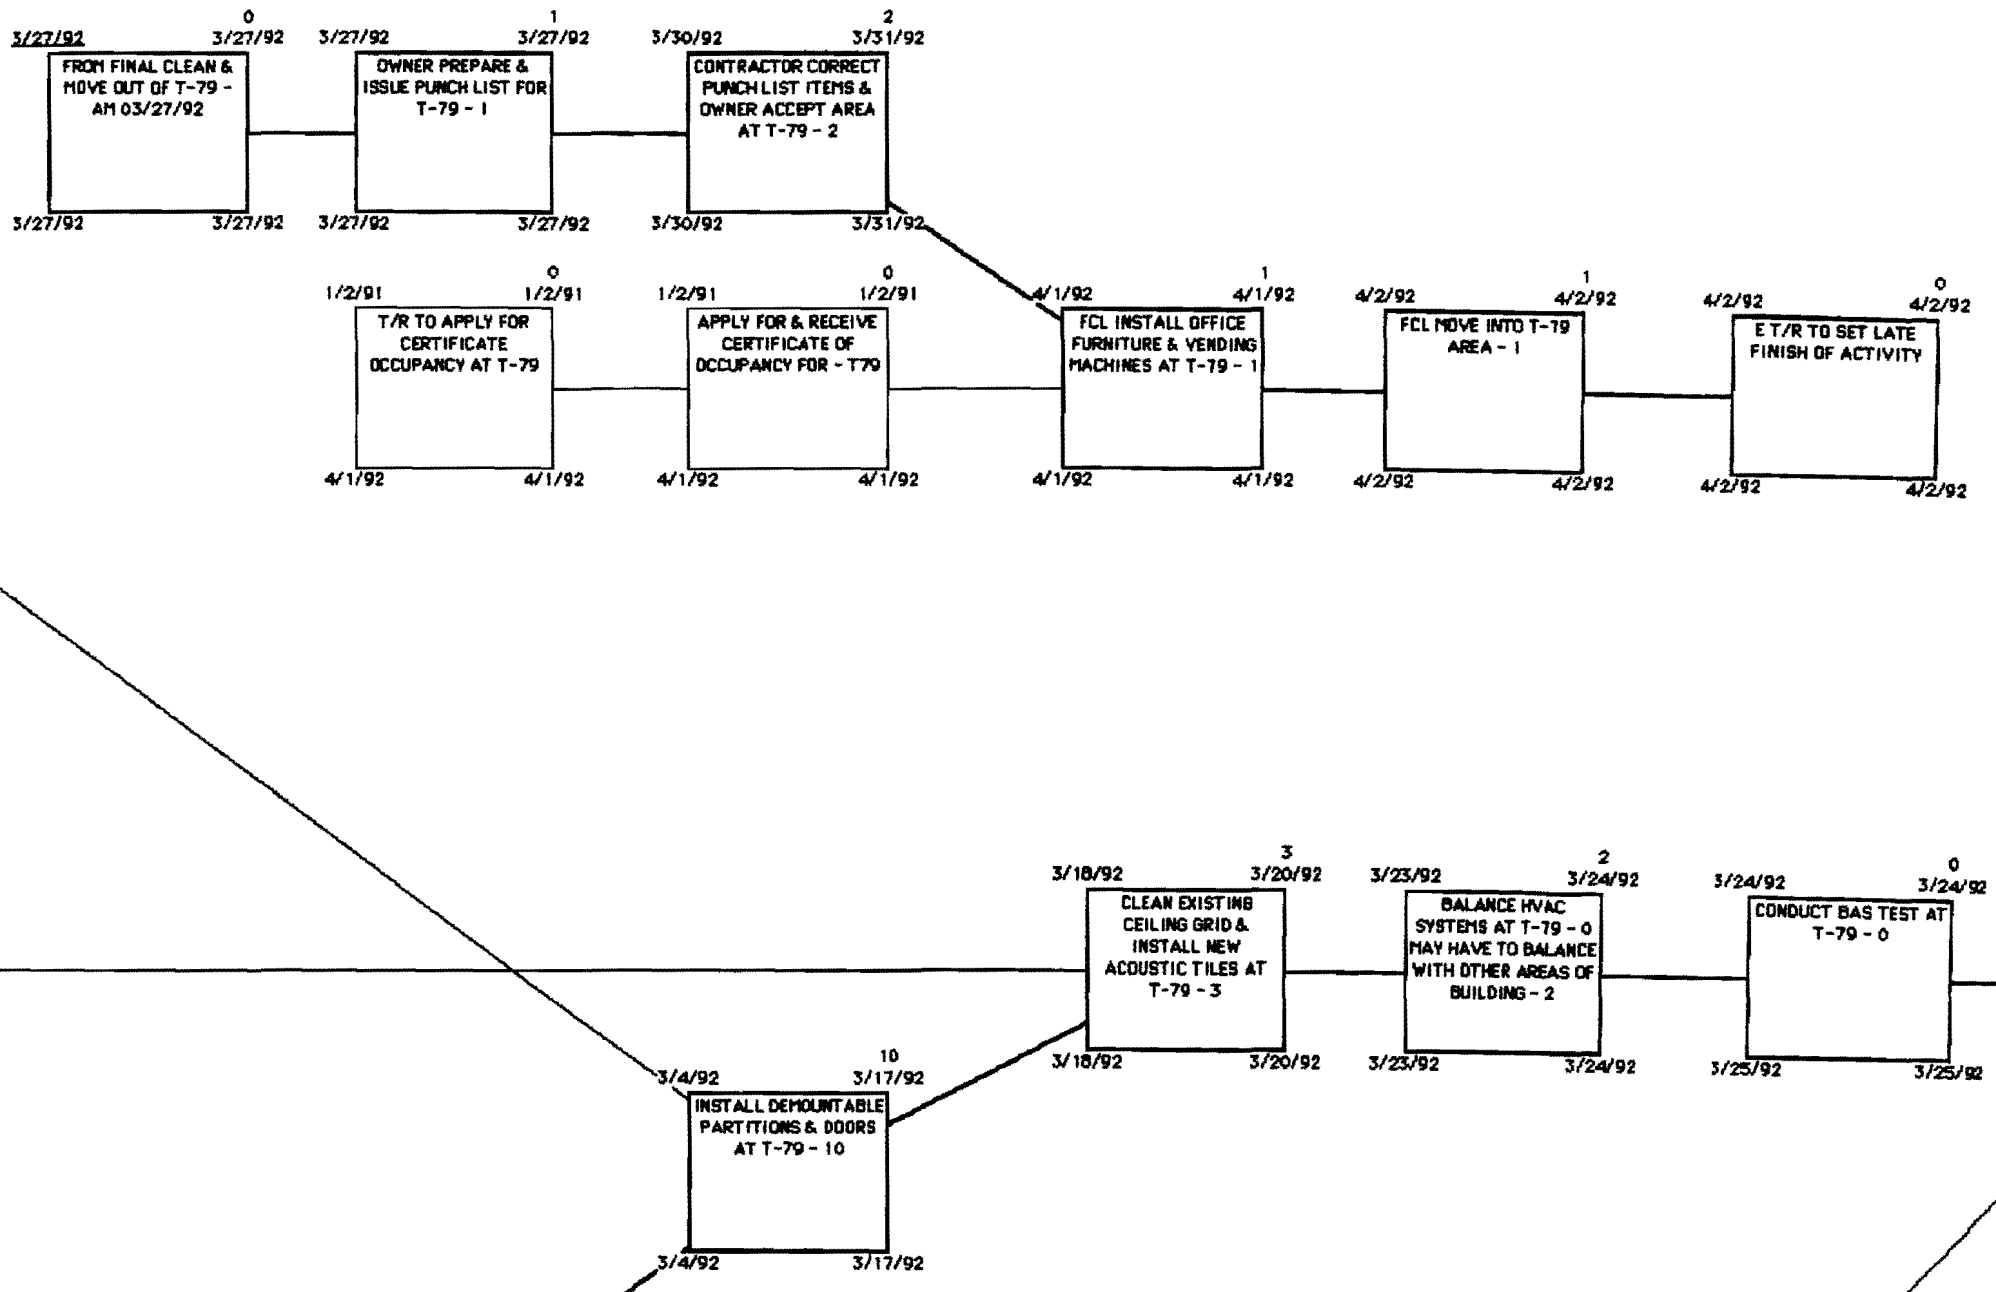 0 1 2
3/27/92 3/27/92 3/27/92 3/27/92 3/30/92 3/31/92
FROM FINAL CLEAN &
MOVE OUT OF T-79 -
AM 03/27/92
OWNER PREPARE &
ISSUE PUNCH LIST FOR
T-79 - 1
CONTRACTOR CORRECT
PUNCH LIST ITEMS &
OWNER ACCEPT AREA
AT T-79 - 2
3/27/92 3/27/92 3/27/92 3/27/92 3/30/92 3/31/92
0 0 1 1 0
1/2/91 1/2/91 1/2/91 1/2/91 4/1/92 4/1/92 4/2/92 4/2/92 4/2/92 4/2/92
T/R TO APPLY FOR
CERTIFICATE
OCCUPANCY AT T-79
APPLY FOR & RECEIVE
CERTIFICATE OF
OCCUPANCY FOR - T79
FCL INSTALL OFFICE
FURNITURE & VENDING
MACHINES AT T-79 - 1
FCL MOVE INTO T-79
AREA - 1
E T/R TO SET LATE
FINISH OF ACTIVITY
4/1/92 4/1/92 4/1/92 4/1/92 4/1/92 4/1/92 4/2/92 4/2/92 4/2/92 4/2/92
3 2 0
3/18/92 3/20/92 3/23/92 3/24/92 3/24/92 3/24/92
CLEAN EXISTING
CEILING GRID &
INSTALL NEW
ACOUSTIC TILES AT
T-79 - 3
BALANCE HVAC
SYSTEMS AT T-79 - 0
MAY HAVE TO BALANCE
WITH OTHER AREAS OF
BUILDING - 2
CONDUCT BAS TEST AT
T-79 - 0
3/18/92 3/20/92 3/23/92 3/24/92 3/25/92 3/25/92
10
3/4/92 3/17/92
INSTALL DEMOUNTABLE
PARTITIONS & DOORS
AT T-79 - 10
3/4/92 3/17/92